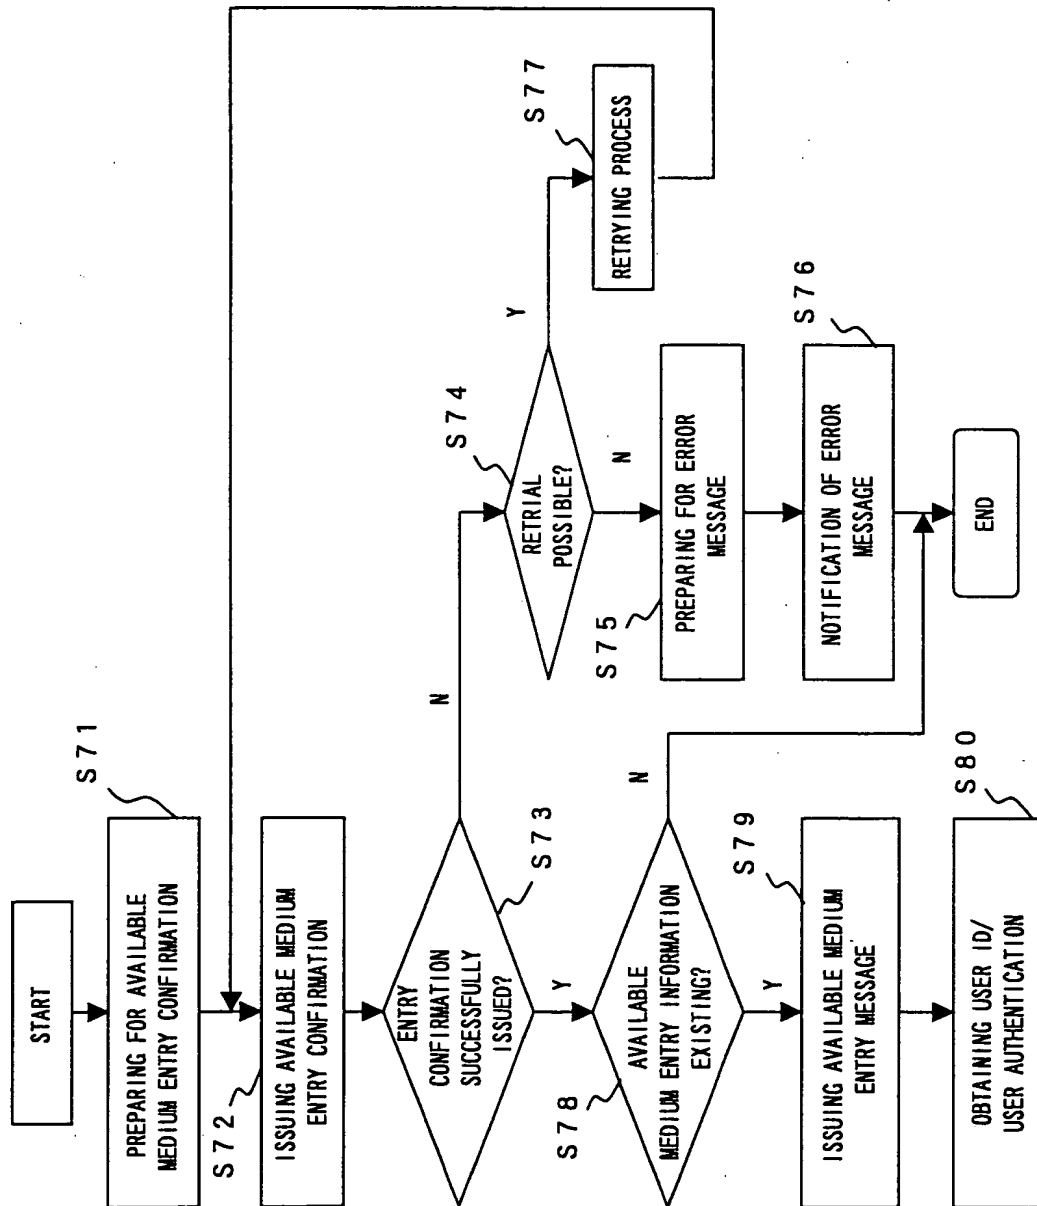 START
S71
PREPARING FOR AVAILABLE
MEDIUM ENTRY CONFIRMATION
S72
ISSUING AVAILABLE MEDIUM
ENTRY CONFIRMATION
S73
ENTRY
CONFIRMATION
SUCCESSFULLY
ISSUED?
N
Y
S74
RETRIAL
POSSIBLE?
Y
N
S77
RETRYING PROCESS
S75
PREPARING FOR ERROR
MESSAGE
S76
NOTIFICATION OF ERROR
MESSAGE
END
S78
AVAILABLE
MEDIUM ENTRY INFORMATION
EXISTING?
N
Y
S79
ISSUING AVAILABLE MEDIUM
ENTRY MESSAGE
S80
OBTAINING USER ID/
USER AUTHENTICATION